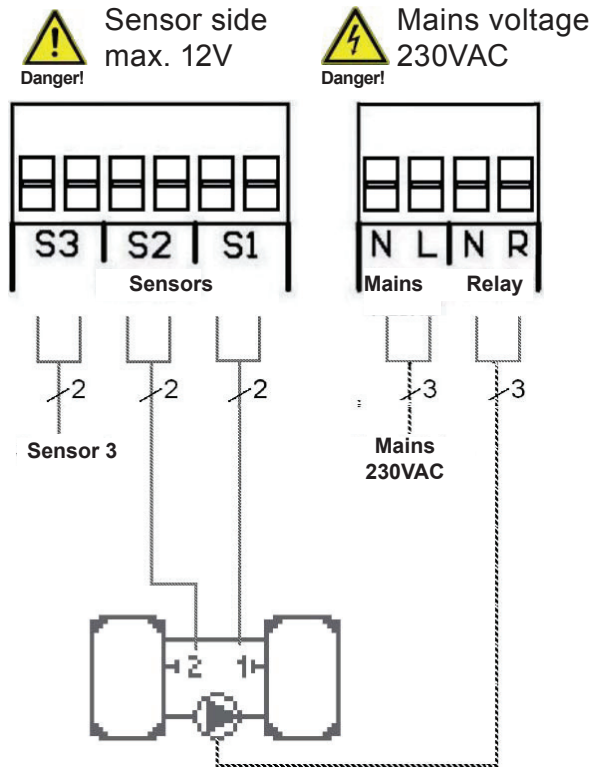 Sensor side
max. 12V
Danger!
Mains voltage
230VAC
Danger!
S3 S2 S1
Sensors
N L N R
Mains Relay
2 2 2 3 3
Sensor 3
Mains
230VAC
2 1